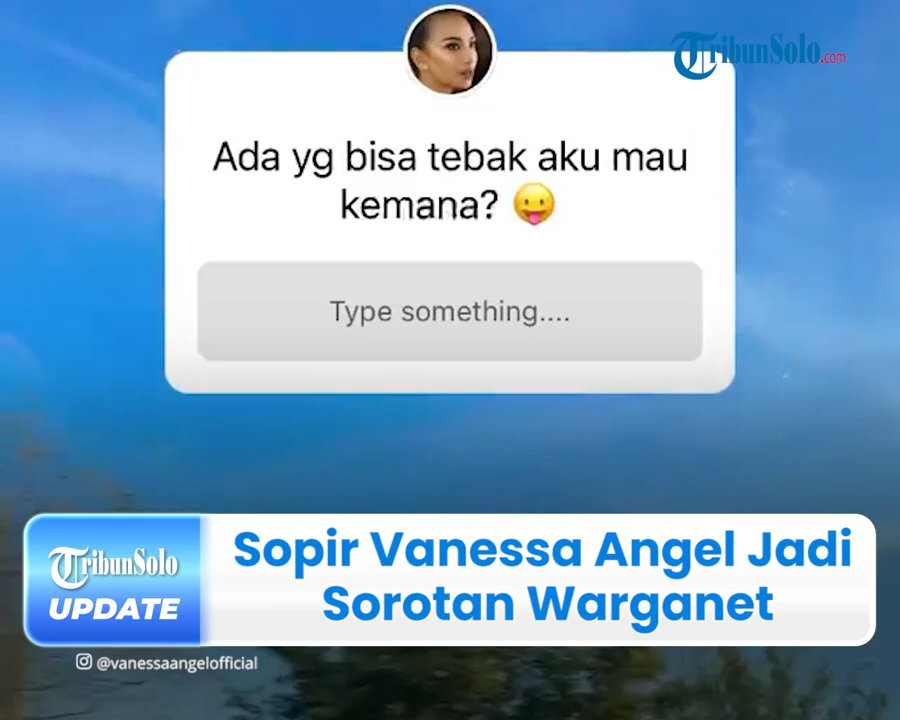 TribunSolo.com
Ada yg bisa tebak aku mau
kemana? 😛
Type something....
TribunSolo
UPDATE
Sopir Vanessa Angel Jadi
Sorotan Warganet
@vanessaangelofficial